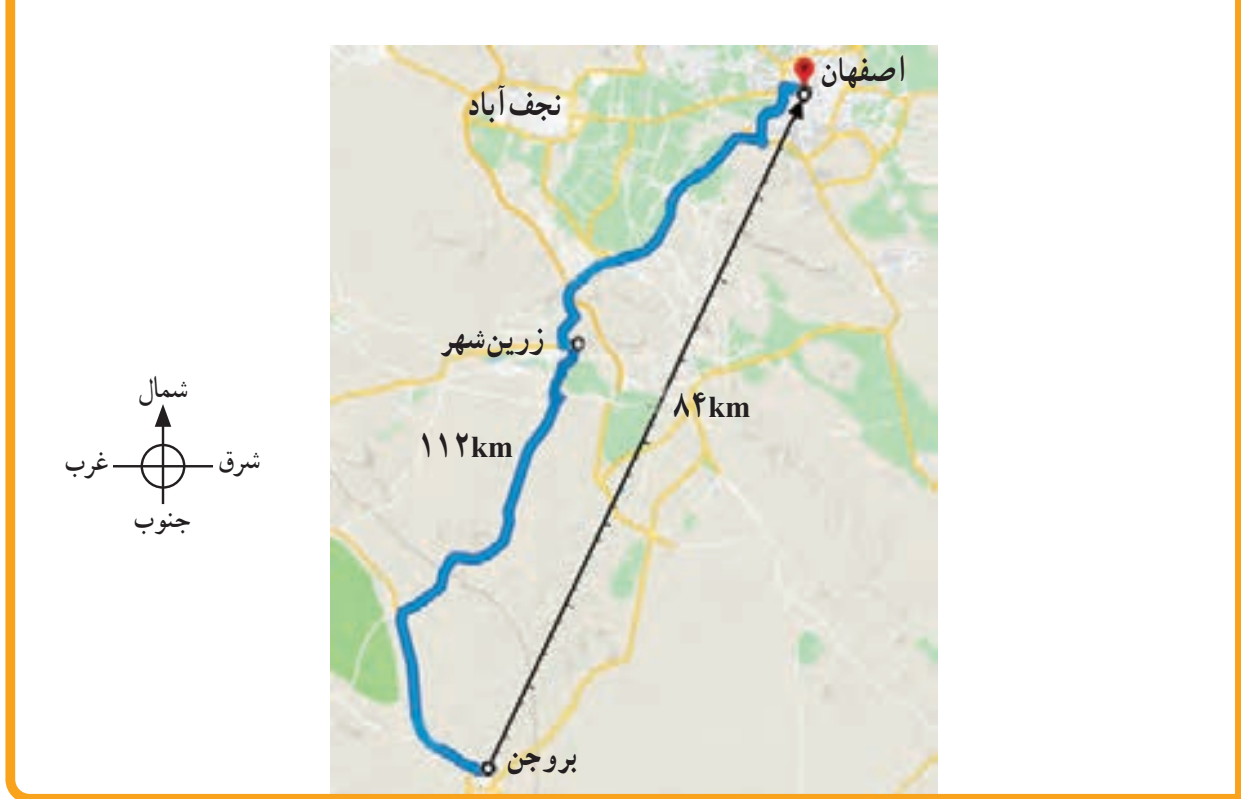 اصفهان
نجف آباد
زرین‌شهر
۸۴km
۱۱۲km
شمال
غرب
شرق
جنوب
بروجن